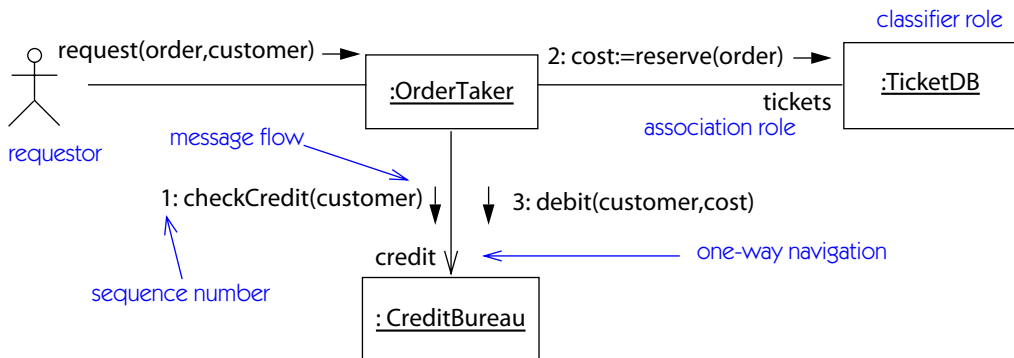 classifier role
request(order,customer)
2: cost:=reserve(order)
:OrderTaker
:TicketDB
tickets
association role
requestor
message flow
1: checkCredit(customer)
3: debit(customer,cost)
credit
one-way navigation
sequence number
: CreditBureau